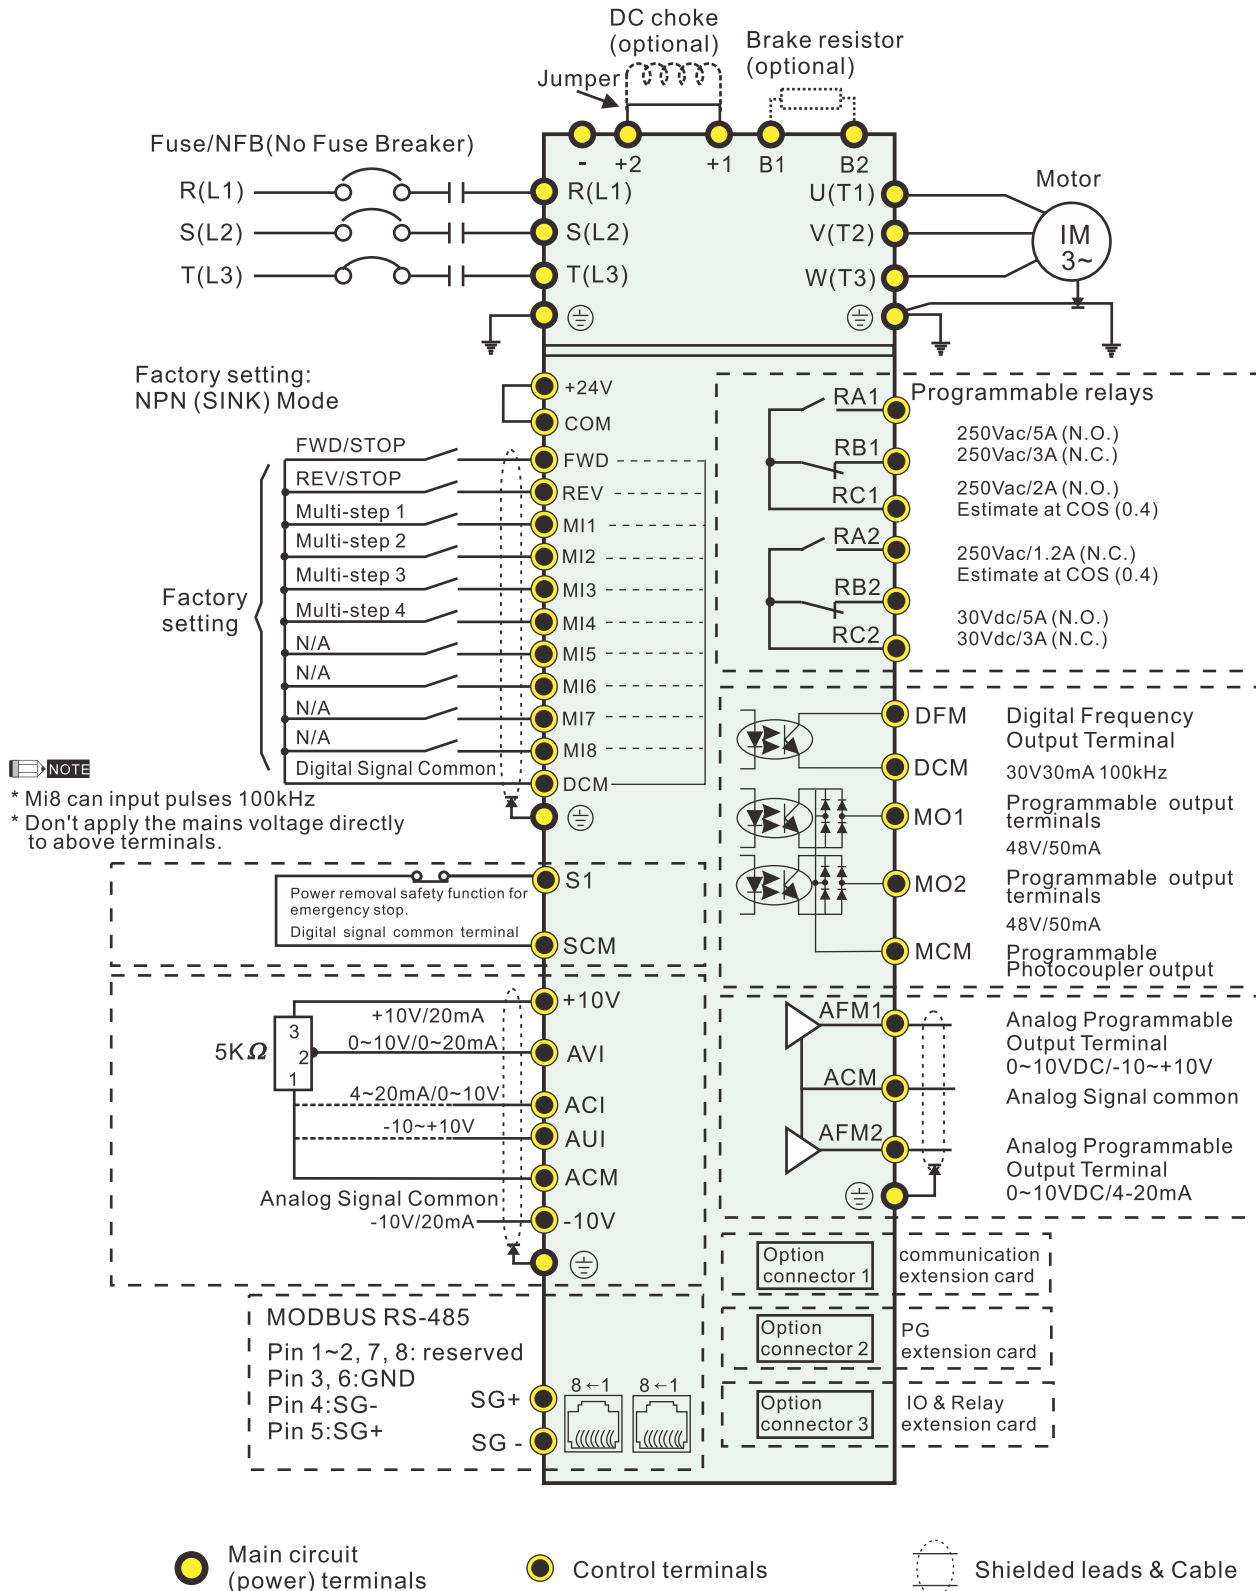 DC choke
(optional)
Brake resistor
(optional)
Jumper
Fuse/NFB(No Fuse Breaker)
- +2 +1 B1 B2
R(L1) R(L1) U(T1) Motor
S(L2) S(L2) V(T2) IM
3~
T(L3) T(L3) W(T3)
Factory setting:
NPN (SINK) Mode
+24V
COM
FWD/STOP FWD
REV/STOP REV
Multi-step 1 MI1
Multi-step 2 MI2
Multi-step 3 MI3
Multi-step 4 MI4
N/A MI5
N/A MI6
N/A MI7
N/A MI8
Digital Signal Common DCM
Factory
setting
NOTE
* Mi8 can input pulses 100kHz
* Don't apply the mains voltage directly
to above terminals.
RA1 Programmable relays
250Vac/5A (N.O.)
RB1 250Vac/3A (N.C.)
RC1 250Vac/2A (N.O.)
Estimate at COS (0.4)
RA2 250Vac/1.2A (N.C.)
Estimate at COS (0.4)
RB2 30Vdc/5A (N.O.)
RC2 30Vdc/3A (N.C.)
DFM Digital Frequency
Output Terminal
DCM 30V30mA 100kHz
MO1 Programmable output
terminals
48V/50mA
MO2 Programmable output
terminals
48V/50mA
MCM Programmable
Photocoupler output
S1
Power removal safety function for
emergency stop.
Digital signal common terminal
SCM
+10V
+10V/20mA
5KΩ 3 2 1
0~10V/0~20mA AVI
4~20mA/0~10V ACI
-10~+10V AUI
ACM
Analog Signal Common
-10V/20mA -10V
AFM1 Analog Programmable
Output Terminal
0~10VDC/-10~+10V
ACM Analog Signal common
AFM2 Analog Programmable
Output Terminal
0~10VDC/4-20mA
Option
connector 1
communication
extension card
Option
connector 2
PG
extension card
Option
connector 3
IO & Relay
extension card
MODBUS RS-485
Pin 1~2, 7, 8: reserved
Pin 3, 6:GND
Pin 4:SG-
Pin 5:SG+
SG+
SG -
8←1 8←1
Main circuit
(power) terminals
Control terminals
Shielded leads & Cable